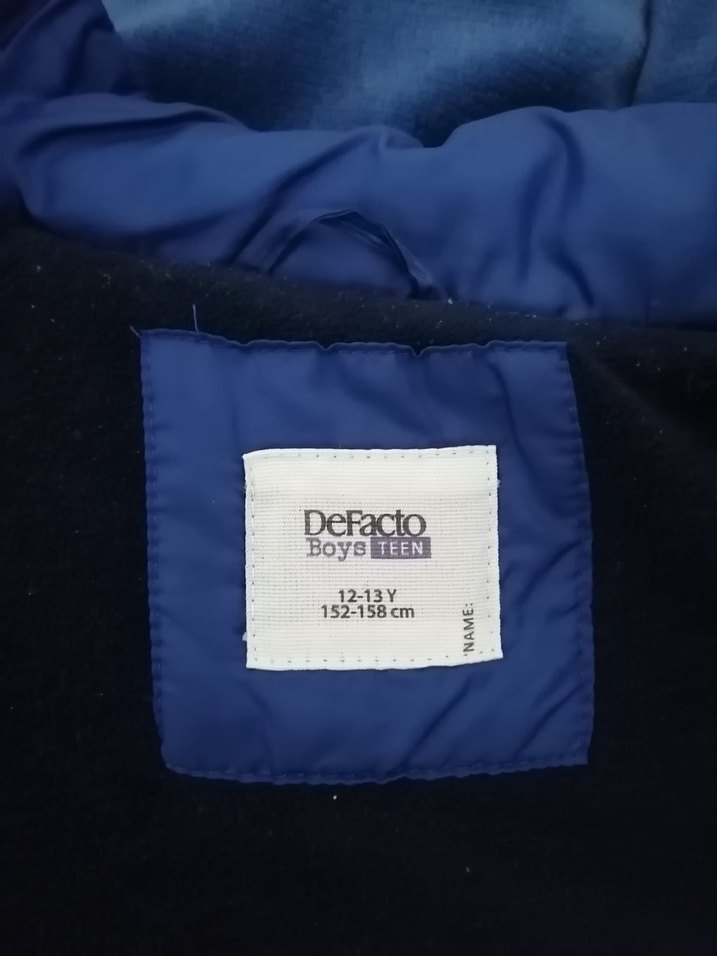 DeFacto
Boys TEEN
12-13 Y
152-158 cm
NAME: